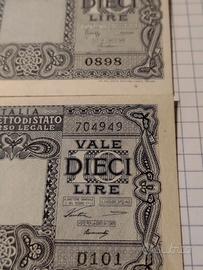 DIECI
LIRE
0898
ITALIA
ETTO DI STATO
RSO LEGALE
704949
VALE
DIECI
LIRE
0101